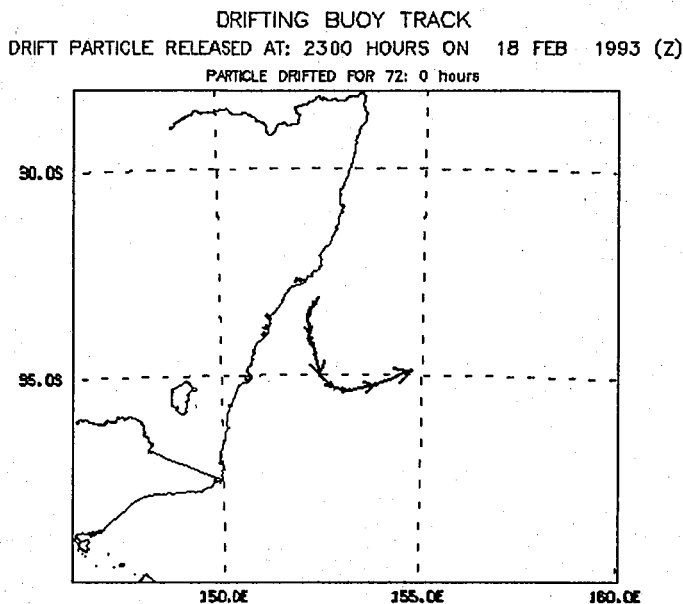 DRIFTING BUOY TRACK
DRIFT PARTICLE RELEASED AT: 2300 HOURS ON 18 FEB 1993 (Z)
PARTICLE DRIFTED FOR 72: 0 hours
30.0S
35.0S
150.0E 155.0E 160.0E